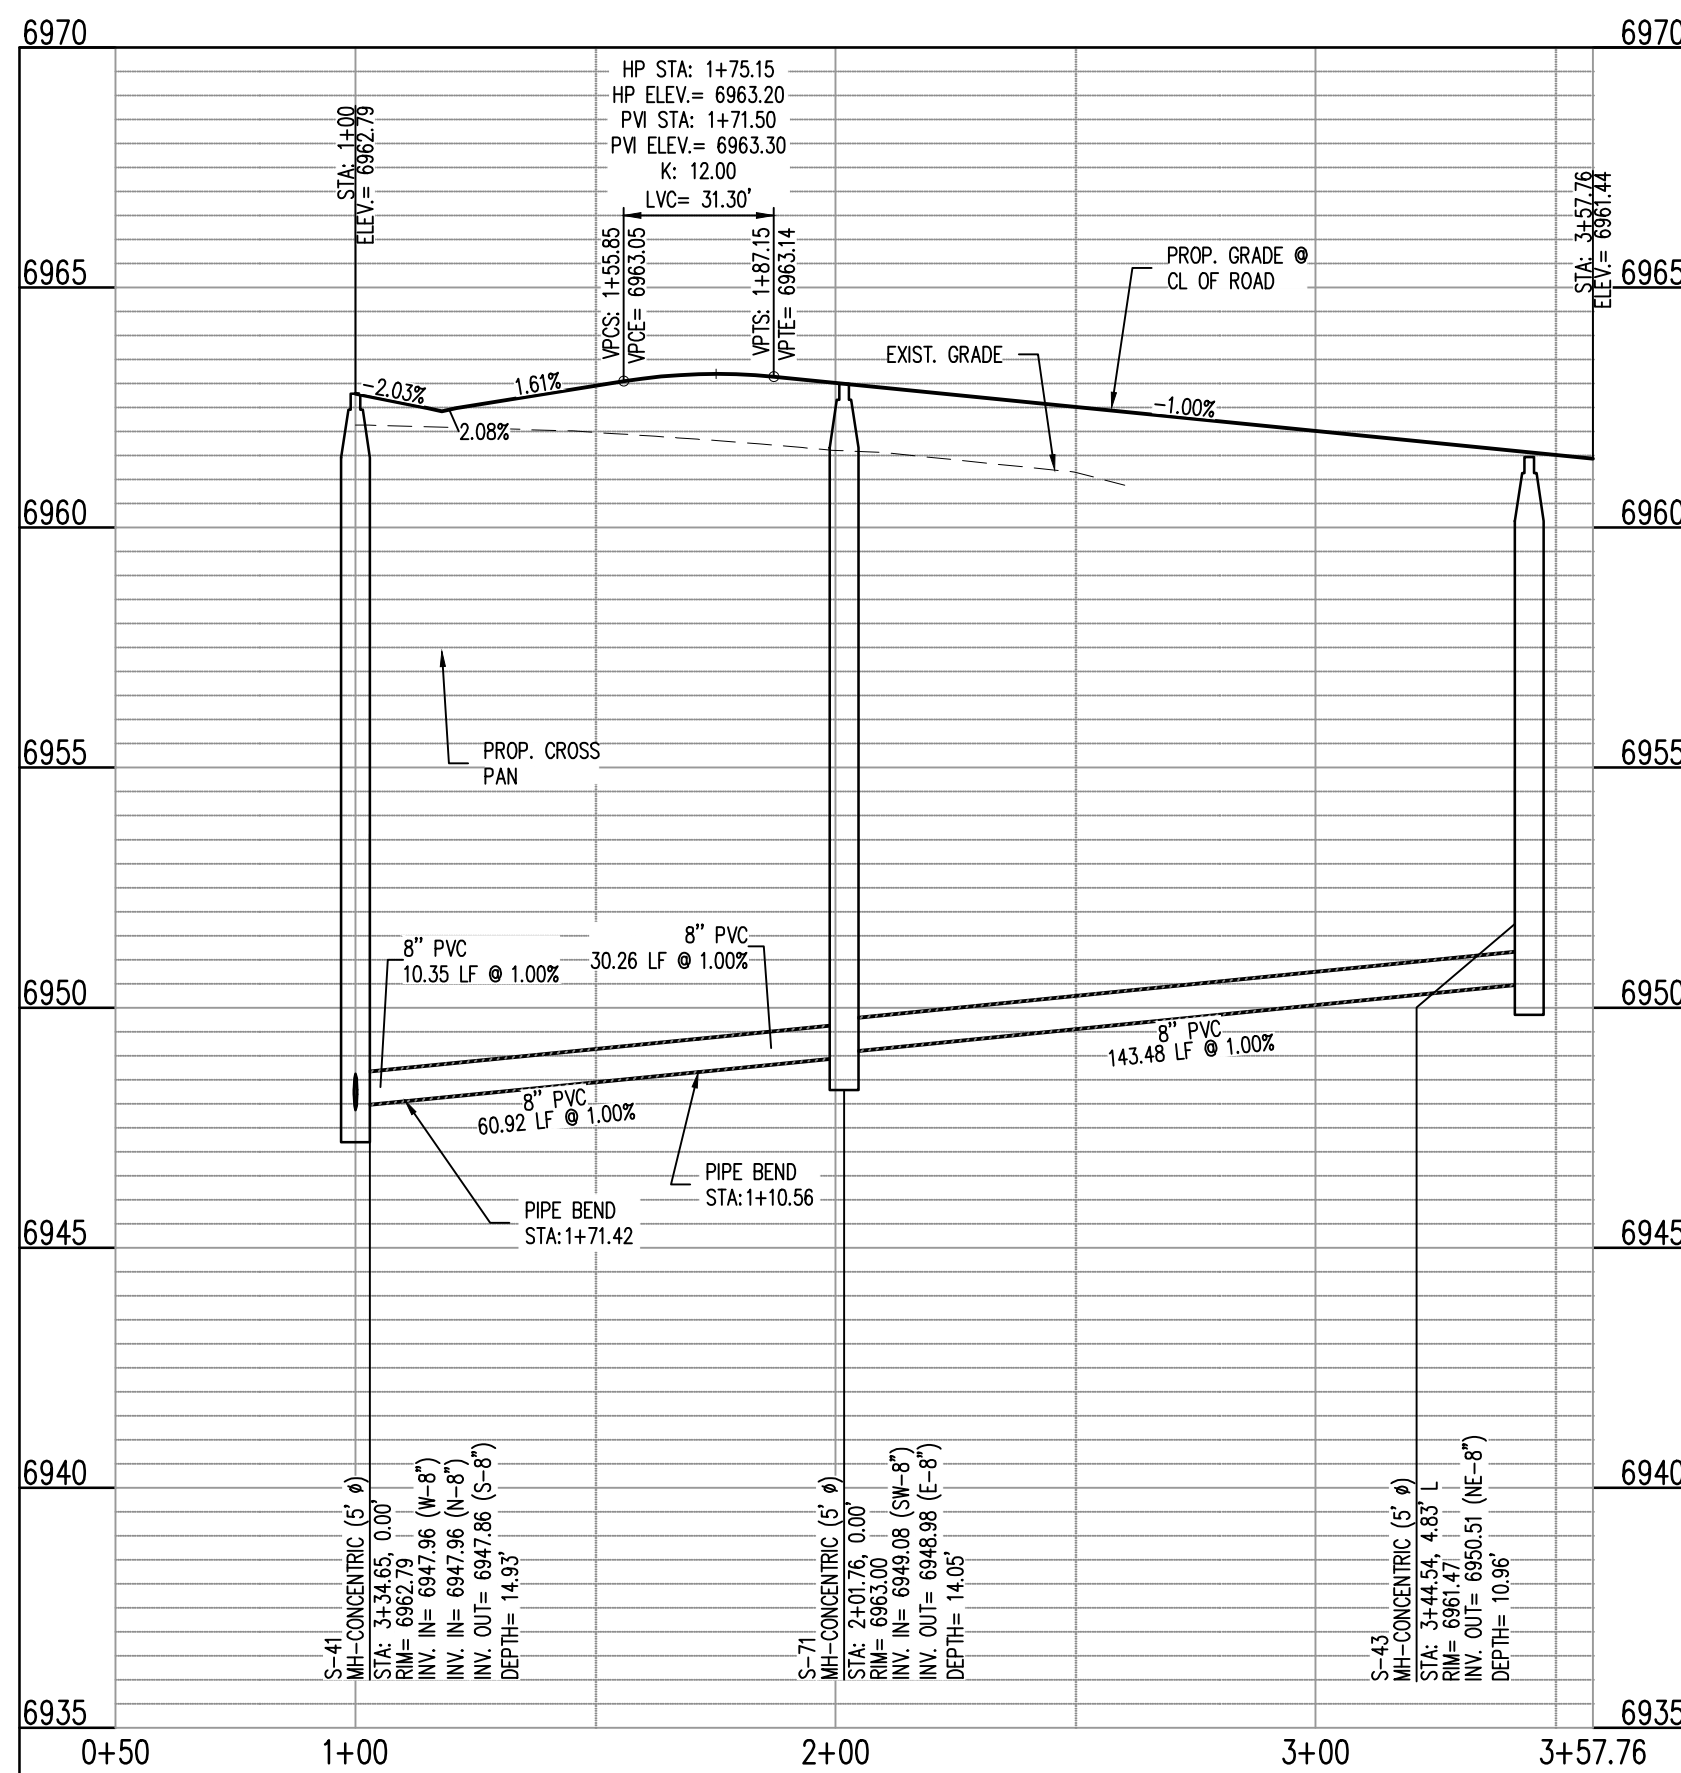 6970
6970
HP STA: 1+75.15
HP ELEV.= 6963.20
PVI STA: 1+71.50
PVI ELEV.= 6963.30
K: 12.00
LVC= 31.30'
STA: 1+00
ELEV.= 6962.79
VPCS: 1+55.85
VPCE= 6963.05
VPTS: 1+87.15
VPTE= 6963.14
STA: 3+57.76
ELEV.= 6961.44
PROP. GRADE @
CL OF ROAD
6965
6965
EXIST. GRADE
-2.03%
1.61%
2.08%
-1.00%
6960
6960
PROP. CROSS
PAN
6955
6955
8" PVC
10.35 LF @ 1.00%
8" PVC
30.26 LF @ 1.00%
6950
6950
8" PVC
143.48 LF @ 1.00%
8" PVC
60.92 LF @ 1.00%
PIPE BEND
STA:1+10.56
PIPE BEND
STA:1+71.42
6945
6945
6940
6940
S-41
MH-CONCENTRIC (5' ø)
STA: 3+34.65, 0.00'
RIM= 6962.79
INV. IN= 6947.96 (W-8")
INV. IN= 6947.96 (N-8")
INV. OUT= 6947.86 (S-8")
DEPTH= 14.93'
S-71
MH-CONCENTRIC (5' ø)
STA: 2+01.76, 0.00'
RIM= 6963.00
INV. IN= 6949.08 (SW-8")
INV. OUT= 6948.98 (E-8")
DEPTH= 14.05'
S-43
MH-CONCENTRIC (5' ø)
STA: 3+44.54, 4.83' L
RIM= 6961.47
INV. OUT= 6950.51 (NE-8")
DEPTH= 10.96'
6935
6935
0+50
1+00
2+00
3+00
3+57.76